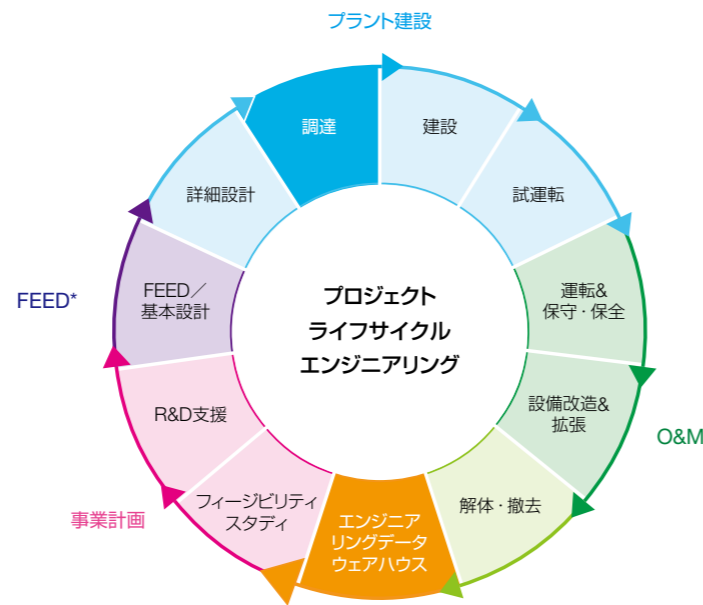 プラント建設
調達
建設
詳細設計
試運転
FEED／
基本設計
FEED*
運転&
保守・保全
プロジェクト
ライフサイクル
エンジニアリング
R&D支援
設備改造&
拡張
O&M
事業計画
フィージビリティ
スタディ
エンジニア
リングデータ
ウェアハウス
解体・撤去